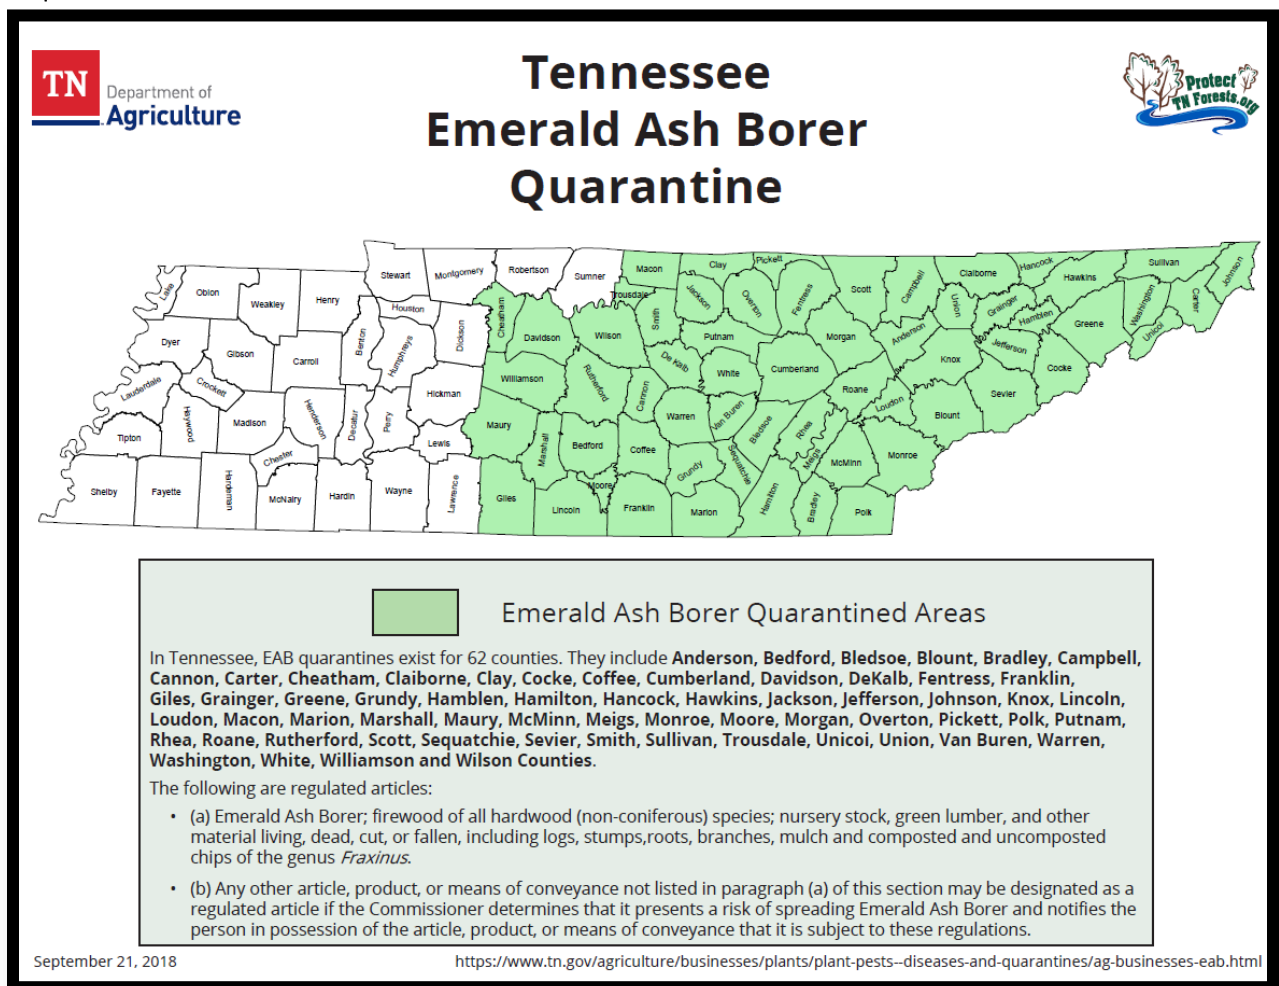 TN
Department of
Agriculture
Tennessee
Emerald Ash Borer
Quarantine
Protect
TN Forests.org
Lake
Obion
Weakley
Henry
Stewart
Montgomery
Robertson
Sumner
Macon
Clay
Pickett
Scott
Campbell
Claiborne
Hancock
Hawkins
Sullivan
Johnson
Trousdale
Smith
Jackson
Overton
Fentress
Union
Grainger
Hamblen
Greene
Washington
Carter
Unicoi
Houston
Dickson
Cheatham
Davidson
Wilson
Putnam
Morgan
Anderson
Knox
Jefferson
Cocke
Dyer
Gibson
Carroll
Benton
Humphreys
Williamson
Rutherford
De Kalb
White
Cumberland
Roane
Loudon
Blount
Sevier
Lauderdale
Crockett
Haywood
Madison
Henderson
Decatur
Perry
Hickman
Lewis
Maury
Marshall
Bedford
Cannon
Coffee
Warren
Van Buren
Bledsoe
Rhea
Meigs
McMinn
Monroe
Tipton
Shelby
Fayette
Hardeman
Chester
McNairy
Hardin
Wayne
Lawrence
Giles
Lincoln
Moore
Franklin
Grundy
Marion
Sequatchie
Hamilton
Bradley
Polk
Emerald Ash Borer Quarantined Areas
In Tennessee, EAB quarantines exist for 62 counties. They include Anderson, Bedford, Bledsoe, Blount, Bradley, Campbell,
Cannon, Carter, Cheatham, Claiborne, Clay, Cocke, Coffee, Cumberland, Davidson, DeKalb, Fentress, Franklin,
Giles, Grainger, Greene, Grundy, Hamblen, Hamilton, Hancock, Hawkins, Jackson, Jefferson, Johnson, Knox, Lincoln,
Loudon, Macon, Marion, Marshall, Maury, McMinn, Meigs, Monroe, Moore, Morgan, Overton, Pickett, Polk, Putnam,
Rhea, Roane, Rutherford, Scott, Sequatchie, Sevier, Smith, Sullivan, Trousdale, Unicoi, Union, Van Buren, Warren,
Washington, White, Williamson and Wilson Counties.
The following are regulated articles:
• (a) Emerald Ash Borer; firewood of all hardwood (non-coniferous) species; nursery stock, green lumber, and other
material living, dead, cut, or fallen, including logs, stumps,roots, branches, mulch and composted and uncomposted
chips of the genus Fraxinus.
• (b) Any other article, product, or means of conveyance not listed in paragraph (a) of this section may be designated as a
regulated article if the Commissioner determines that it presents a risk of spreading Emerald Ash Borer and notifies the
person in possession of the article, product, or means of conveyance that it is subject to these regulations.
September 21, 2018
https://www.tn.gov/agriculture/businesses/plants/plant-pests--diseases-and-quarantines/ag-businesses-eab.html